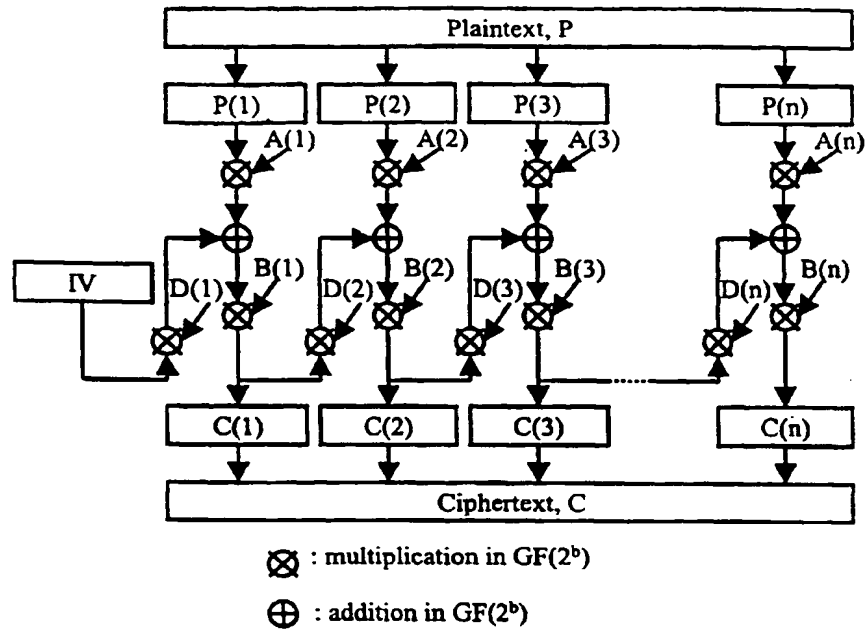 Plaintext, P
P(1) P(2) P(3) P(n)
A(1) A(2) A(3) A(n)
IV D(1) B(1) D(2) B(2) D(3) B(3) D(n) B(n)
C(1) C(2) C(3) C(n)
Ciphertext, C
: multiplication in GF(2ᵇ)
: addition in GF(2ᵇ)